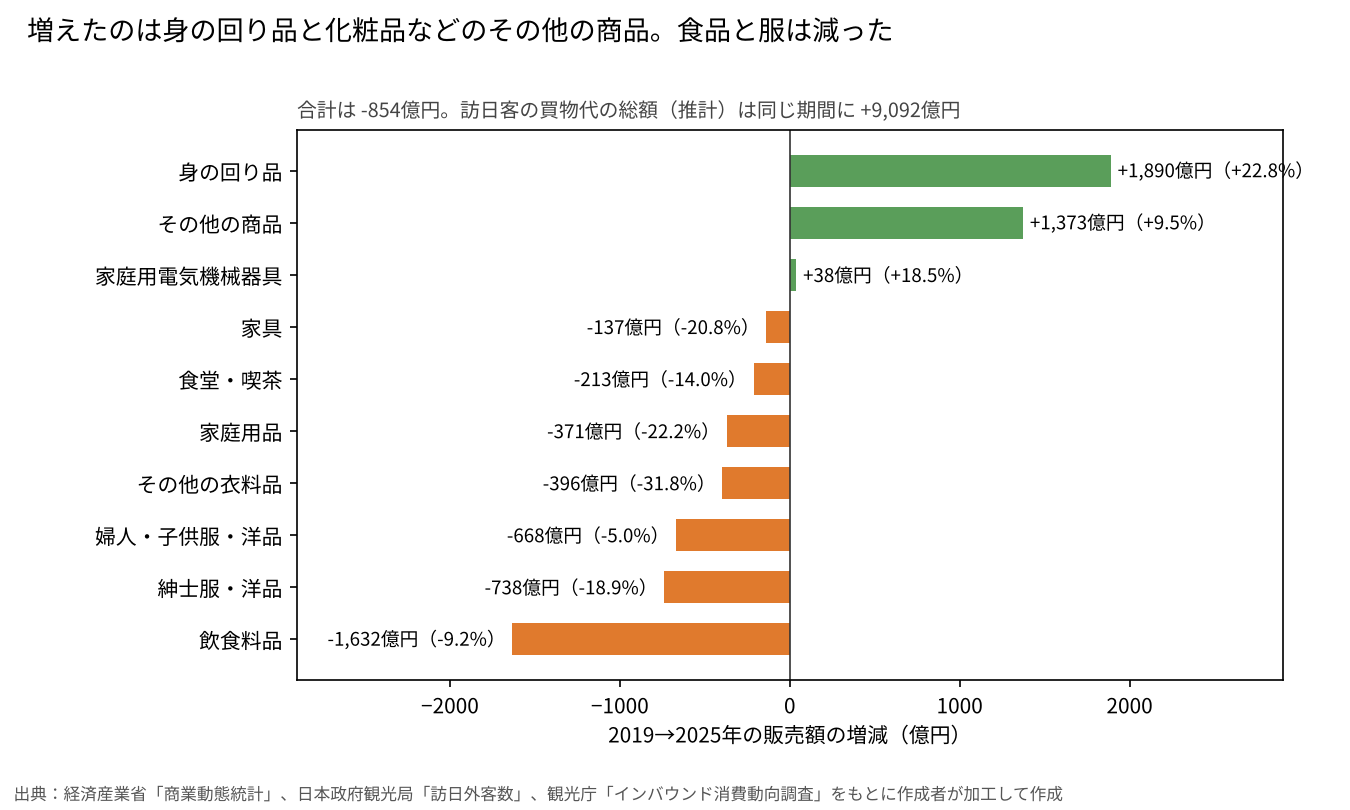 増えたのは身の回り品と化粧品などのその他の商品。食品と服は減った
合計は -854億円。訪日客の買物代の総額（推計）は同じ期間に +9,092億円
身の回り品
+1,890億円（+22.8%）
その他の商品
+1,373億円（+9.5%）
家庭用電気機械器具
+38億円（+18.5%）
家具
-137億円（-20.8%）
食堂・喫茶
-213億円（-14.0%）
家庭用品
-371億円（-22.2%）
その他の衣料品
-396億円（-31.8%）
婦人・子供服・洋品
-668億円（-5.0%）
紳士服・洋品
-738億円（-18.9%）
飲食料品
-1,632億円（-9.2%）
−2000 −1000 0 1000 2000
2019→2025年の販売額の増減（億円）
出典：経済産業省「商業動態統計」、日本政府観光局「訪日外客数」、観光庁「インバウンド消費動向調査」をもとに作成者が加工して作成